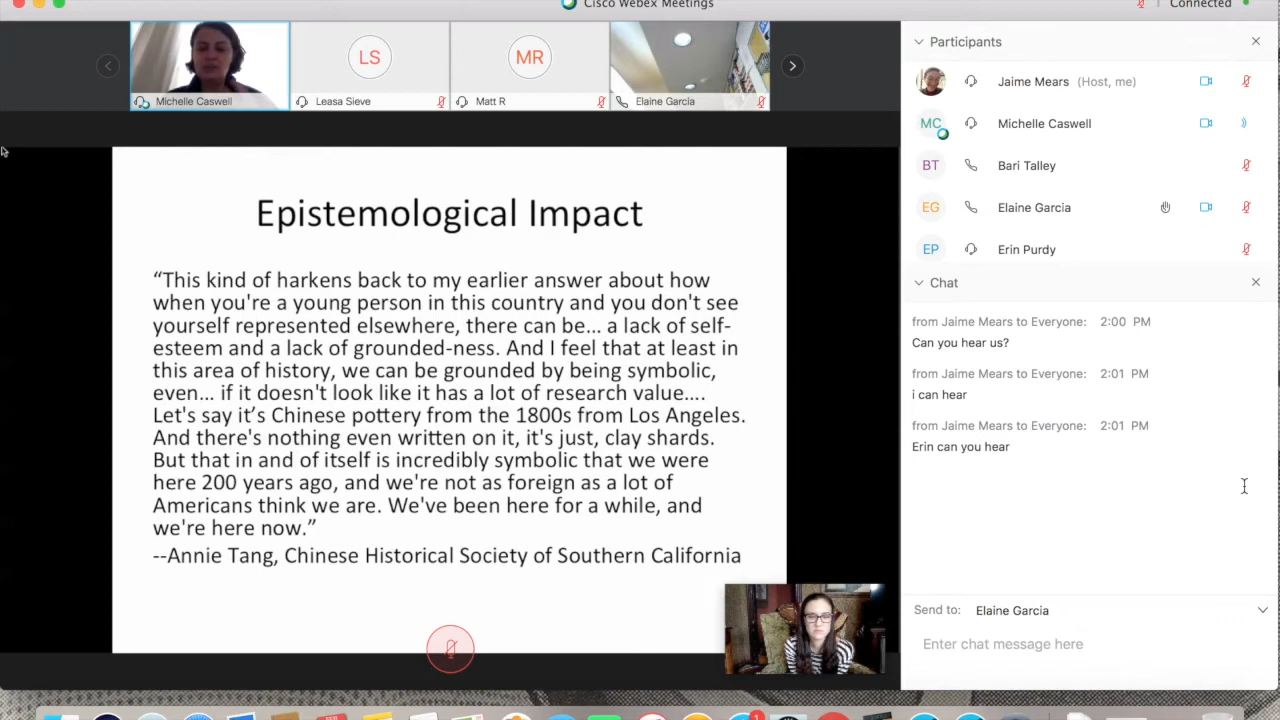 Cisco Webex Meetings
Connected
LS
MR
Michelle Caswell
Leasa Sieve
Matt R
Elaine Garcia
Epistemological Impact
“This kind of harkens back to my earlier answer about how
when you're a young person in this country and you don't see
yourself represented elsewhere, there can be... a lack of self-
esteem and a lack of grounded-ness. And I feel that at least in
this area of history, we can be grounded by being symbolic,
even... if it doesn't look like it has a lot of research value....
Let's say it’s Chinese pottery from the 1800s from Los Angeles.
And there's nothing even written on it, it's just, clay shards.
But that in and of itself is incredibly symbolic that we were
here 200 years ago, and we're not as foreign as a lot of
Americans think we are. We've been here for a while, and
we're here now.”
--Annie Tang, Chinese Historical Society of Southern California
Participants
Jaime Mears (Host, me)
MC Michelle Caswell
BT Bari Talley
EG Elaine Garcia
EP Erin Purdy
Chat
from Jaime Mears to Everyone: 2:00 PM
Can you hear us?
from Jaime Mears to Everyone: 2:01 PM
i can hear
from Jaime Mears to Everyone: 2:01 PM
Erin can you hear
Send to: Elaine Garcia
Enter chat message here